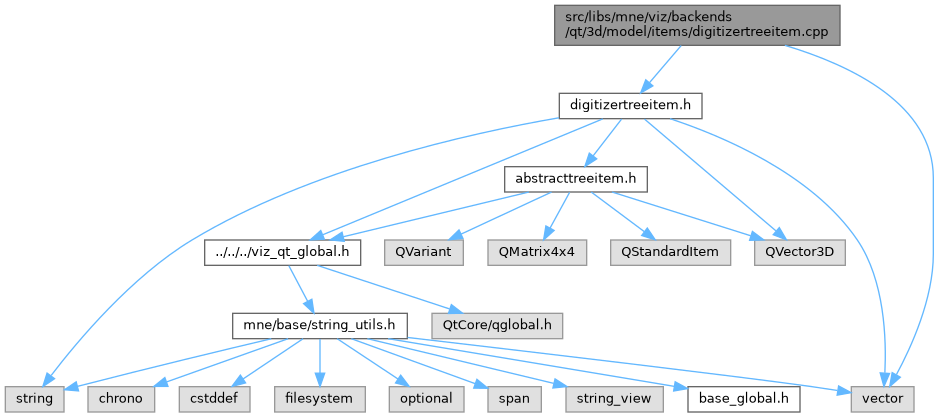 src/libs/mne/viz/backends
/qt/3d/model/items/digitizertreeitem.cpp
digitizertreeitem.h
abstracttreeitem.h
../../../viz_qt_global.h
QVariant
QMatrix4x4
QStandardItem
QVector3D
mne/base/string_utils.h
QtCore/qglobal.h
string
chrono
cstddef
filesystem
optional
span
string_view
base_global.h
vector